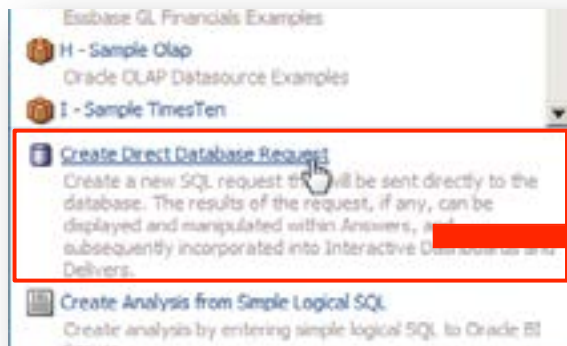 Essbase GL Financials Examples
H - Sample Olap
Oracle OLAP Datasource Examples
I - Sample TimesTen
Create Direct Database Request
Create a new SQL request will be sent directly to the
database. The results of the request, if any, can be
displayed and manipulated within Answers, and
subsequently incorporated into Interactive Dashboards and
Delivers.
Create Analysis from Simple Logical SQL
Create analysis by entering simple logical SQL to Oracle BI